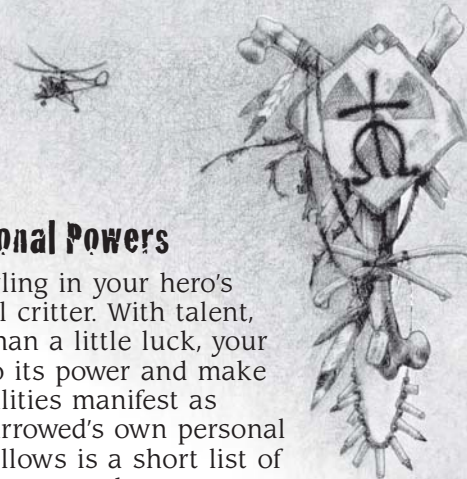 onal Powers
ling in your hero's
l critter. With talent,
han a little luck, your
o its power and make
lities manifest as
rrowed's own personal
llows is a short list of